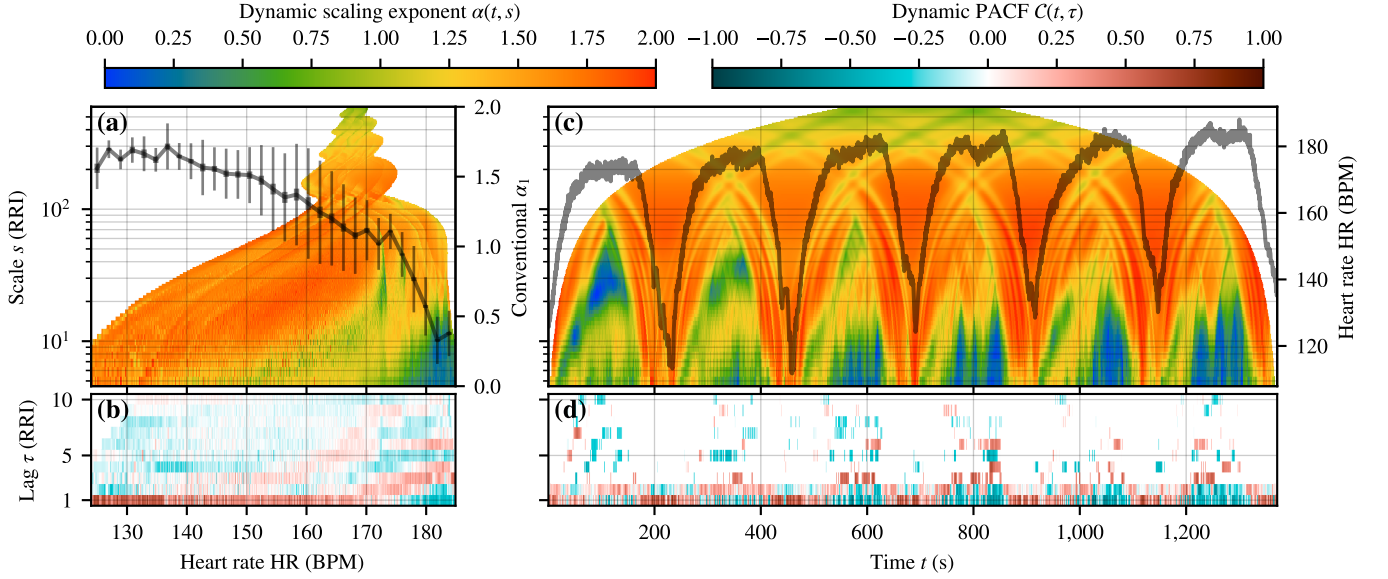 Dynamic scaling exponent α(t, s)
0.00 0.25 0.50 0.75 1.00 1.25 1.50 1.75 2.00
Dynamic PACF C(t, τ)
−1.00 −0.75 −0.50 −0.25 0.00 0.25 0.50 0.75 1.00
(a)
Scale s (RRI)
10²
10¹
2.0
1.5
1.0
0.5
0.0
Conventional α₁
(c)
180
160
140
120
Heart rate HR (BPM)
(b)
Lag τ (RRI)
10
5
1
130 140 150 160 170 180
Heart rate HR (BPM)
(d)
200 400 600 800 1,000 1,200
Time t (s)